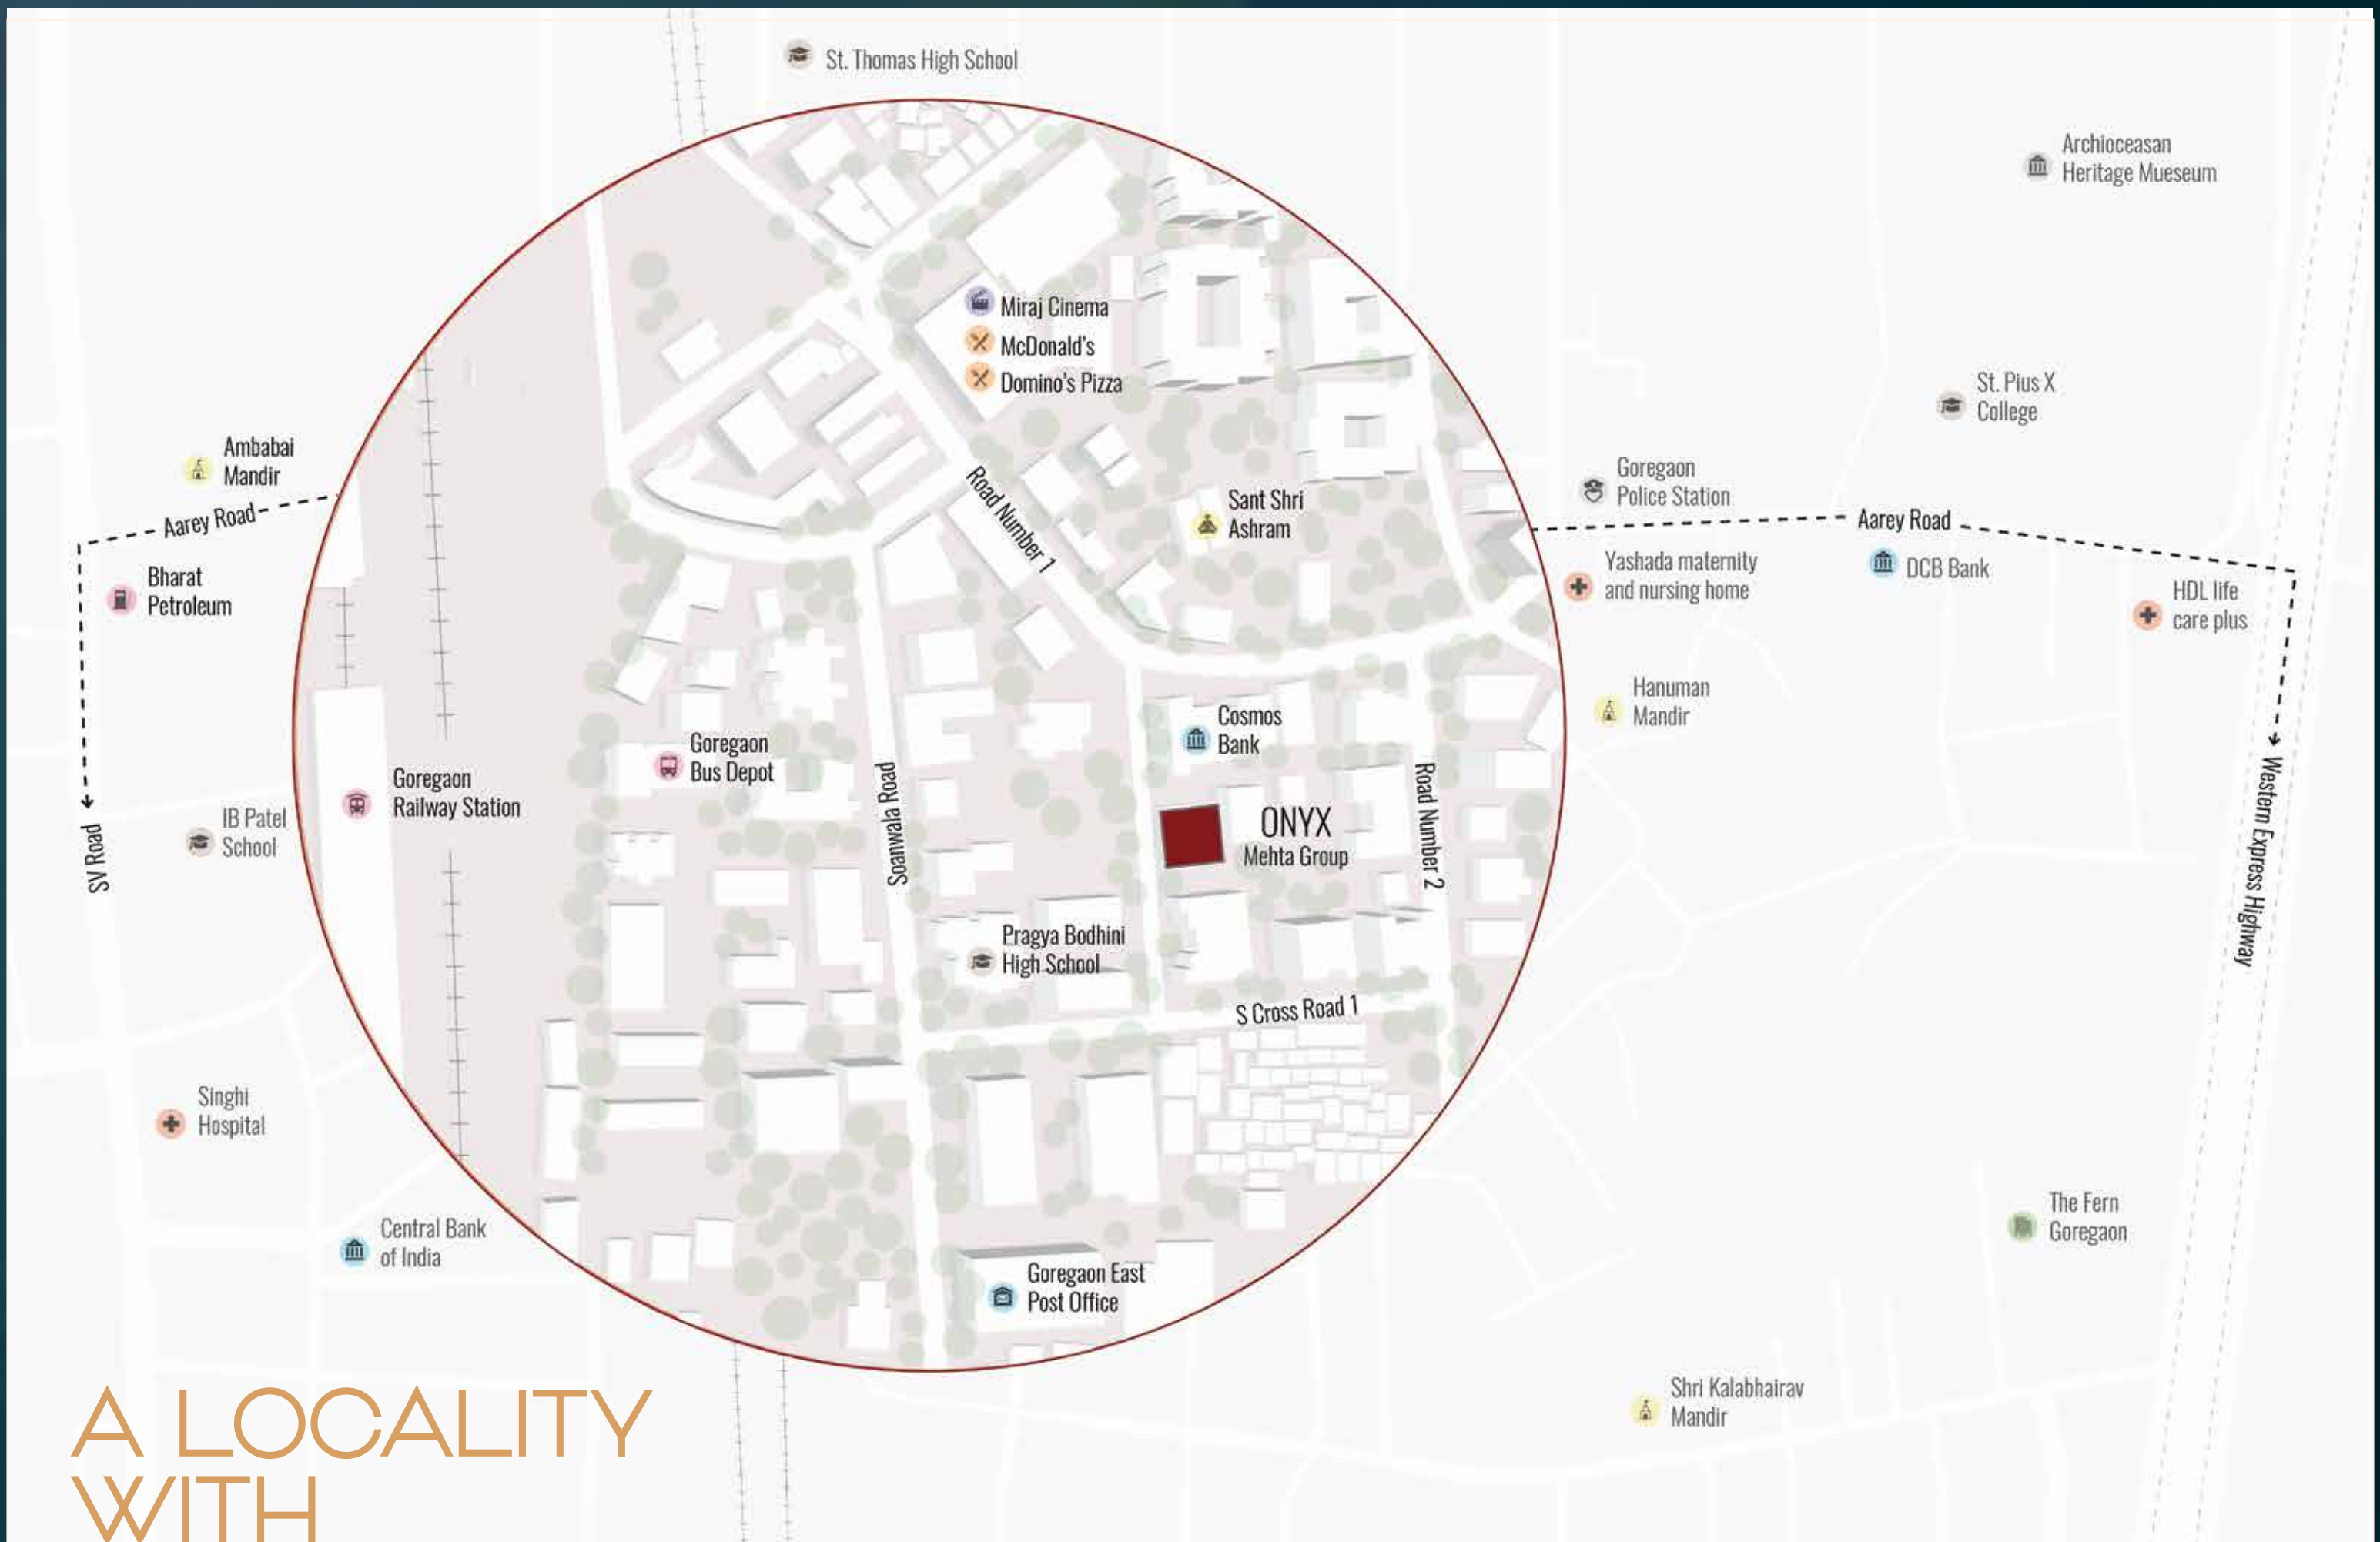 St. Thomas High School
Archioceasan
Heritage Mueseum
Miraj Cinema
McDonald's
Domino's Pizza
St. Pius X
College
Ambabai
Mandir
Aarey Road
Goregaon
Police Station
Road Number 1
Sant Shri
Ashram
Aarey Road
Bharat
Petroleum
Yashada maternity
and nursing home
DCB Bank
HDL life
care plus
Hanuman
Mandir
Cosmos
Bank
Goregaon
Bus Depot
Goregaon
Railway Station
Soanwala Road
ONYX
Mehta Group
Road Number 2
Western Express Highway
SV Road
IB Patel
School
Pragya Bodhini
High School
S Cross Road 1
Singhi
Hospital
Central Bank
of India
The Fern
Goregaon
Goregaon East
Post Office
Shri Kalabhairav
Mandir
A LOCALITY
WITH